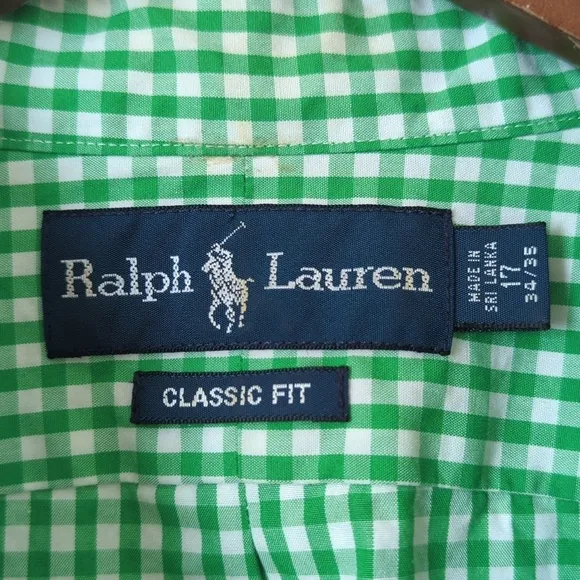 Ralph Lauren
MADE IN
SRI LANKA
17
34/35
CLASSIC FIT